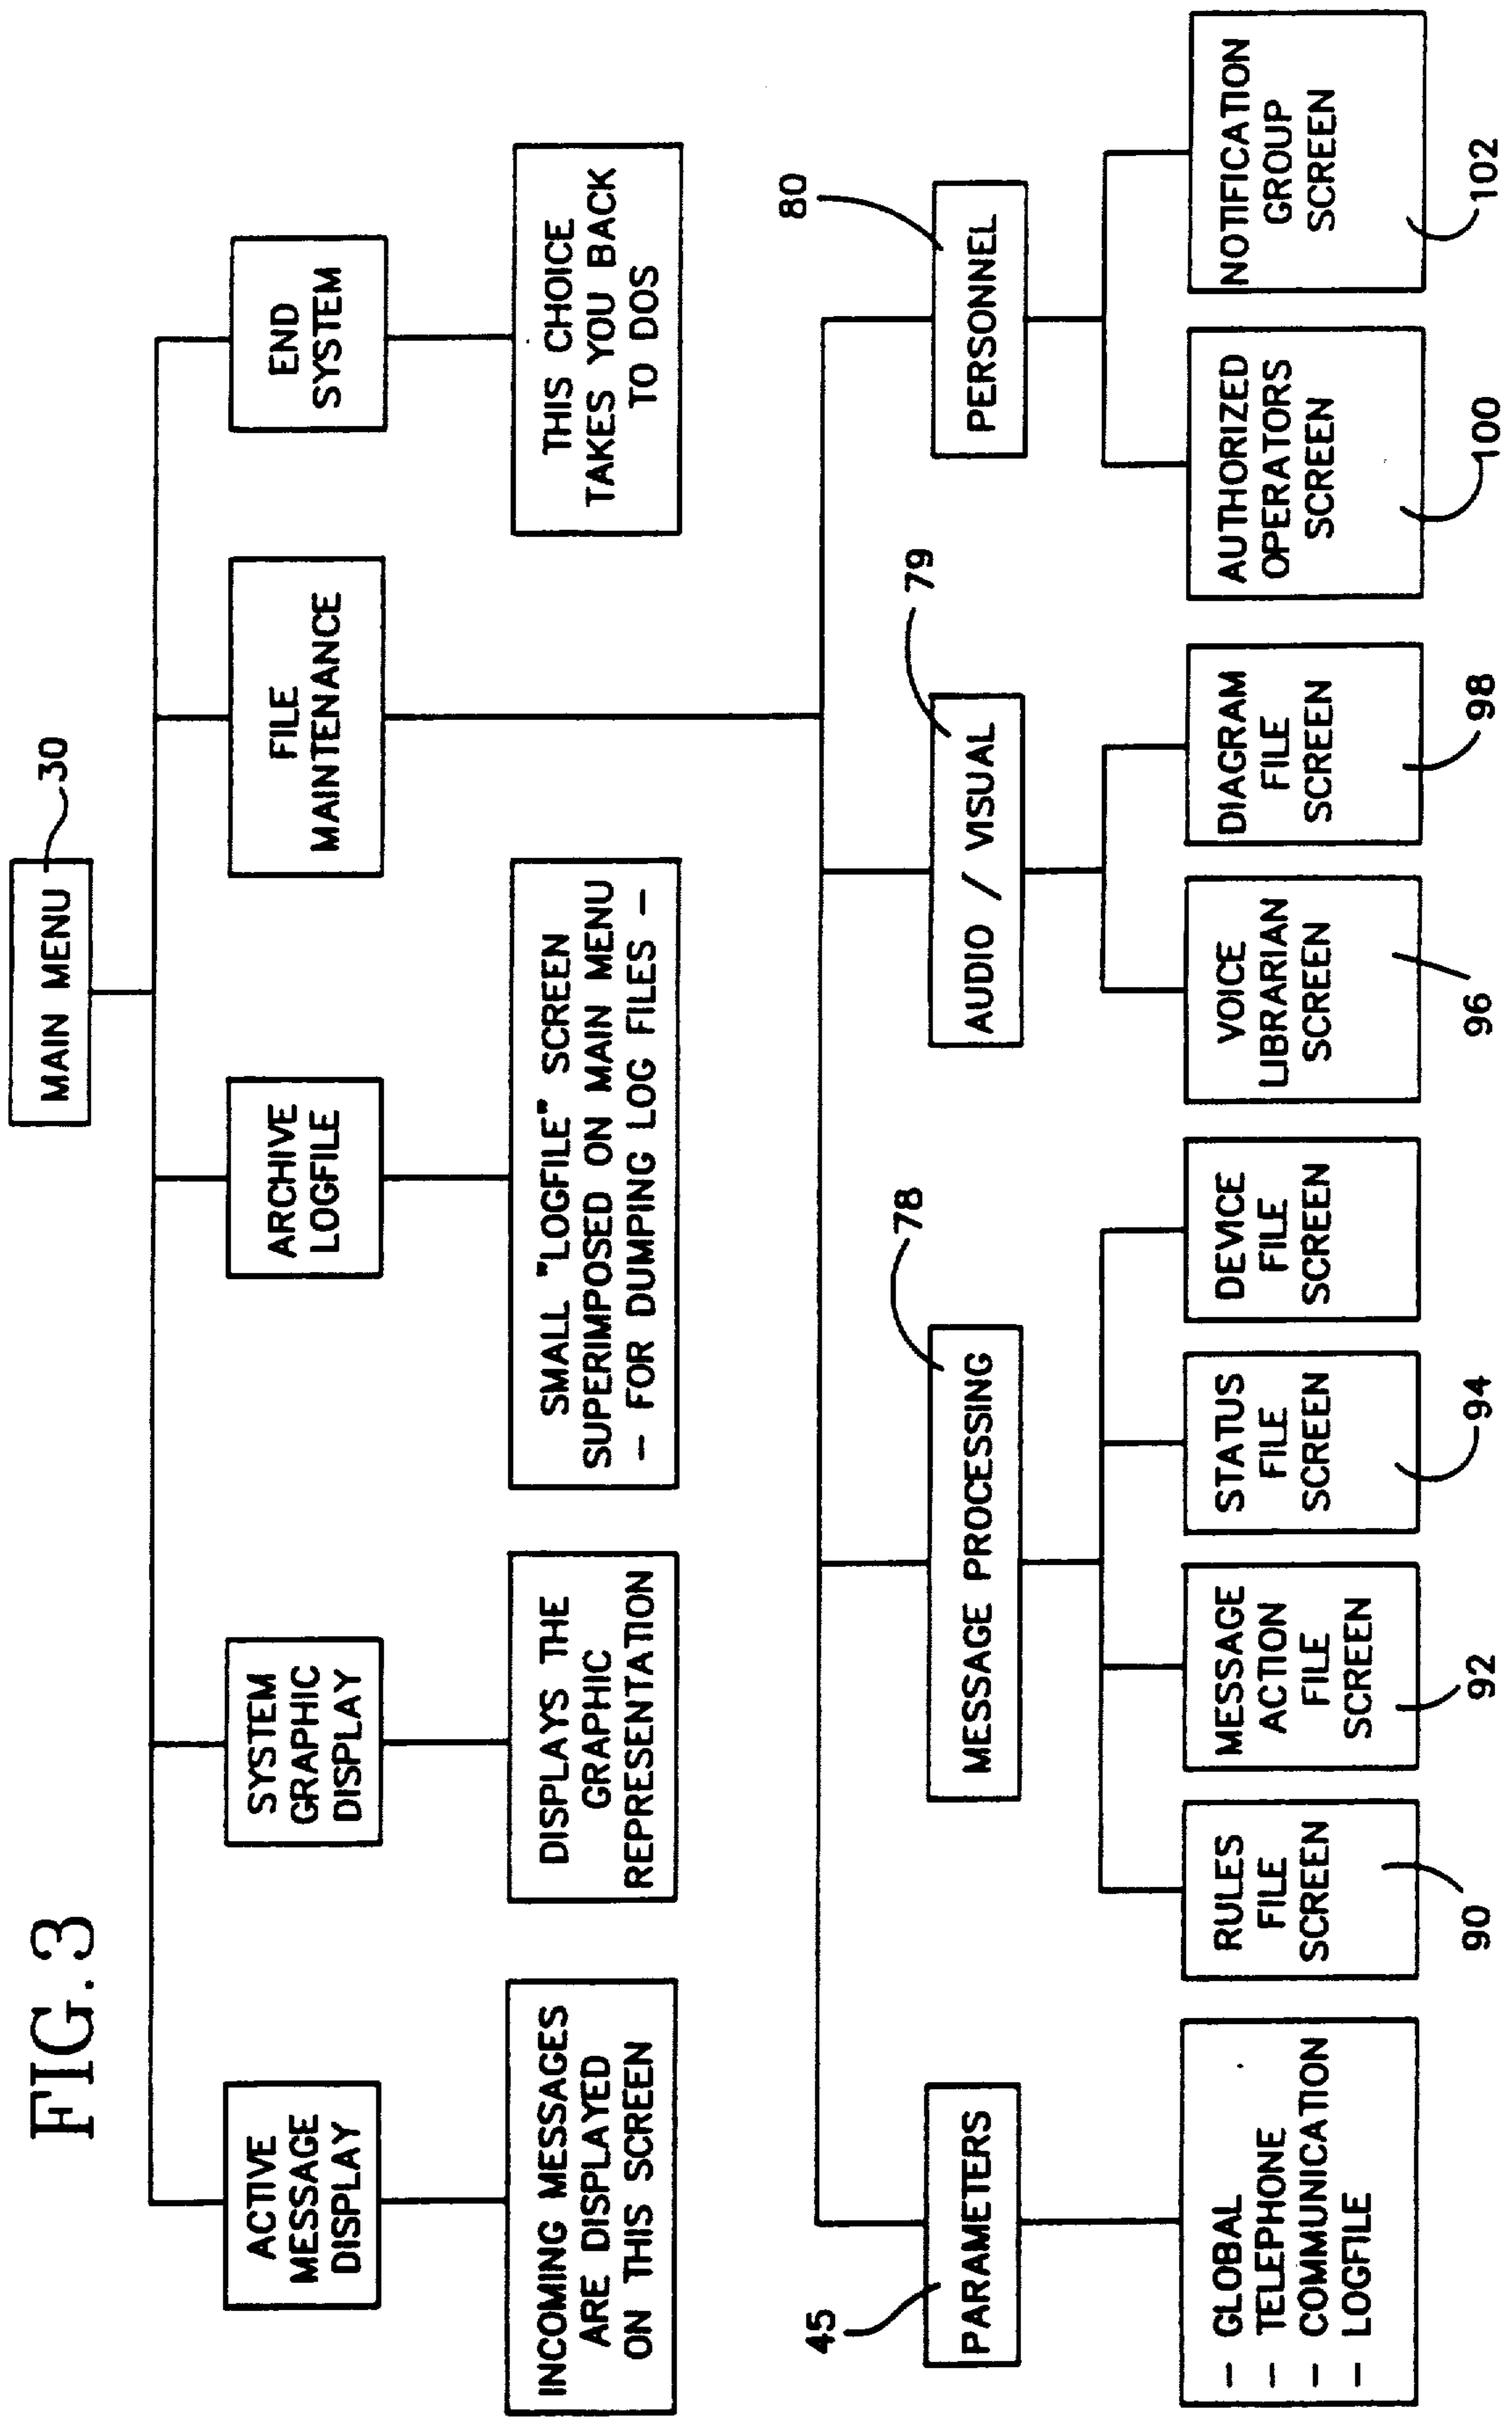 FIG. 3
MAIN MENU
30
ACTIVE
MESSAGE
DISPLAY
SYSTEM
GRAPHIC
DISPLAY
ARCHIVE
LOGFILE
FILE
MAINTENANCE
END
SYSTEM
INCOMING MESSAGES
ARE DISPLAYED
ON THIS SCREEN
DISPLAYS THE
GRAPHIC
REPRESENTATION
SMALL "LOGFILE" SCREEN
SUPERIMPOSED ON MAIN MENU
- FOR DUMPING LOG FILES -
THIS CHOICE
TAKES YOU BACK
TO DOS
45
PARAMETERS
78
MESSAGE PROCESSING
79
AUDIO / VISUAL
80
PERSONNEL
- GLOBAL
- TELEPHONE
- COMMUNICATION
- LOGFILE
RULES
FILE
SCREEN
90
MESSAGE
ACTION
FILE
SCREEN
92
STATUS
FILE
SCREEN
94
DEVICE
FILE
SCREEN
VOICE
LIBRARIAN
SCREEN
96
DIAGRAM
FILE
SCREEN
98
AUTHORIZED
OPERATORS
SCREEN
100
NOTIFICATION
GROUP
SCREEN
102